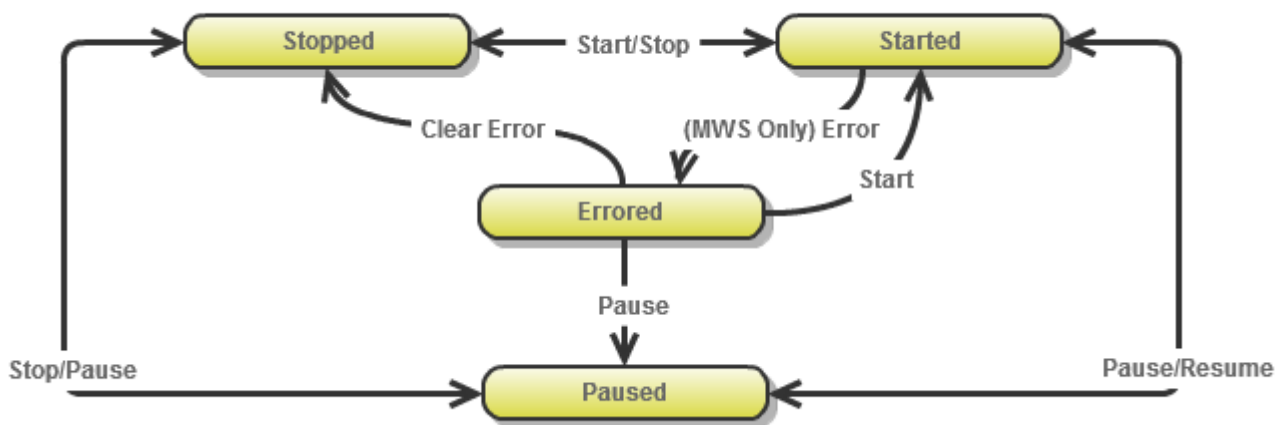 Stopped
Start/Stop
Started
Clear Error
(MWS Only) Error
Start
Errored
Pause
Stop/Pause
Pause/Resume
Paused